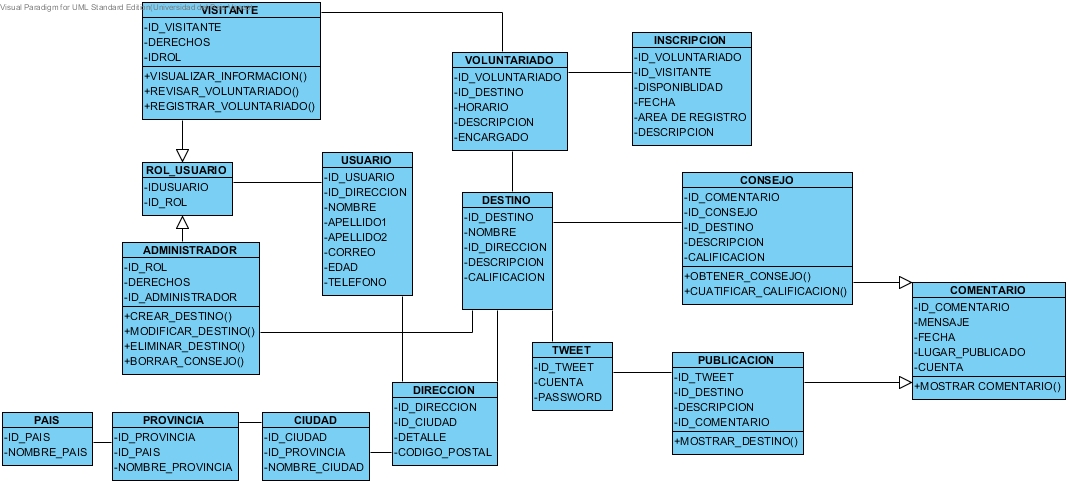 Visual Paradigm for UML Standard Edition(Universidad de
VISITANTE
-ID_VISITANTE
-DERECHOS
-IDROL
+VISUALIZAR_INFORMACION()
+REVISAR_VOLUNTARIADO()
+REGISTRAR_VOLUNTARIADO()
VOLUNTARIADO
-ID_VOLUNTARIADO
-ID_DESTINO
-HORARIO
-DESCRIPCION
-ENCARGADO
INSCRIPCION
-ID_VOLUNTARIADO
-ID_VISITANTE
-DISPONIBLIDAD
-FECHA
-AREA DE REGISTRO
-DESCRIPCION
ROL_USUARIO
-IDUSUARIO
-ID_ROL
USUARIO
-ID_USUARIO
-ID_DIRECCION
-NOMBRE
-APELLIDO1
-APELLIDO2
-CORREO
-EDAD
-TELEFONO
DESTINO
-ID_DESTINO
-NOMBRE
-ID_DIRECCION
-DESCRIPCION
-CALIFICACION
CONSEJO
-ID_COMENTARIO
-ID_CONSEJO
-ID_DESTINO
-DESCRIPCION
-CALIFICACION
+OBTENER_CONSEJO()
+CUATIFICAR_CALIFICACION()
ADMINISTRADOR
-ID_ROL
-DERECHOS
-ID_ADMINISTRADOR
+CREAR_DESTINO()
+MODIFICAR_DESTINO()
+ELIMINAR_DESTINO()
+BORRAR_CONSEJO()
COMENTARIO
-ID_COMENTARIO
-MENSAJE
-FECHA
-LUGAR_PUBLICADO
-CUENTA
+MOSTRAR COMENTARIO()
TWEET
-ID_TWEET
-CUENTA
-PASSWORD
PUBLICACION
-ID_TWEET
-ID_DESTINO
-DESCRIPCION
-ID_COMENTARIO
+MOSTRAR_DESTINO()
DIRECCION
-ID_DIRECCION
-ID_CIUDAD
-DETALLE
-CODIGO_POSTAL
PAIS
-ID_PAIS
-NOMBRE_PAIS
PROVINCIA
-ID_PROVINCIA
-ID_PAIS
-NOMBRE_PROVINCIA
CIUDAD
-ID_CIUDAD
-ID_PROVINCIA
-NOMBRE_CIUDAD